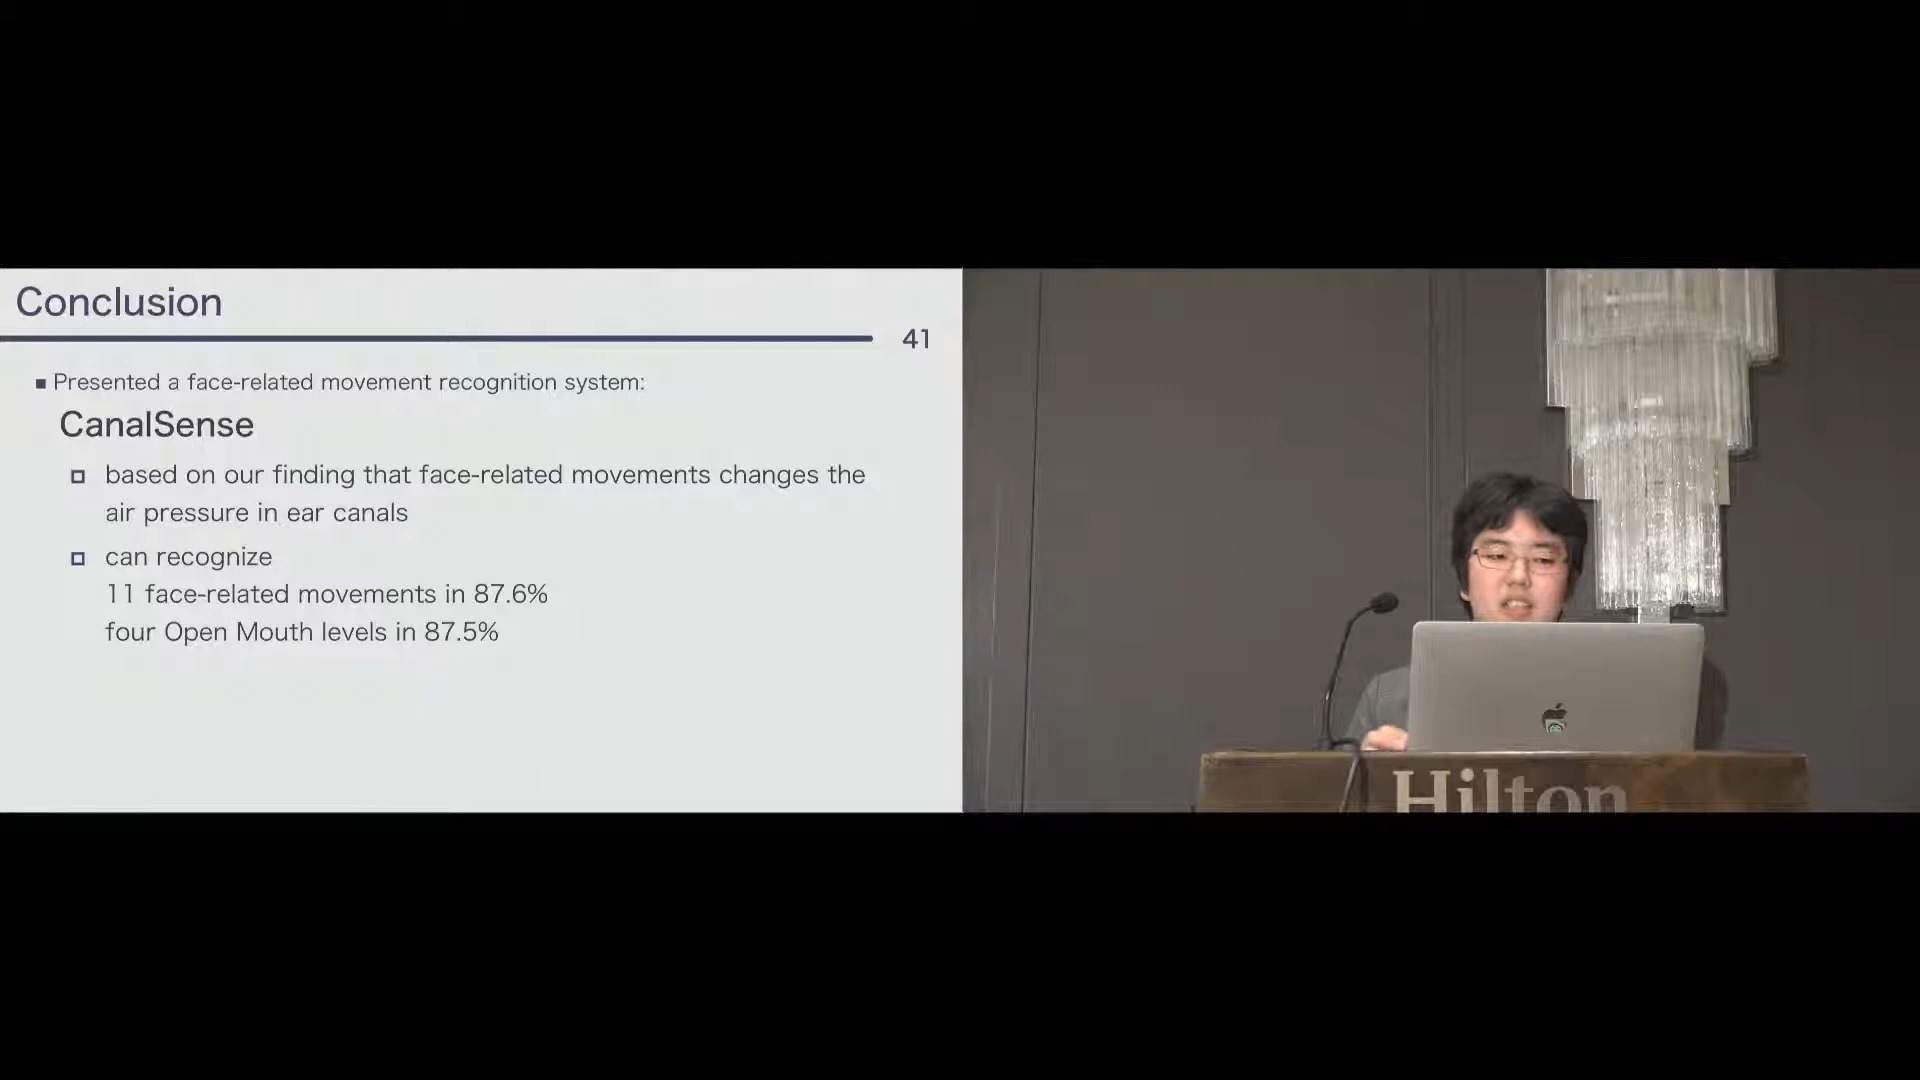 Conclusion
41
Presented a face-related movement recognition system:
CanalSense
based on our finding that face-related movements changes the
air pressure in ear canals
can recognize
11 face-related movements in 87.6%
four Open Mouth levels in 87.5%
Hilton